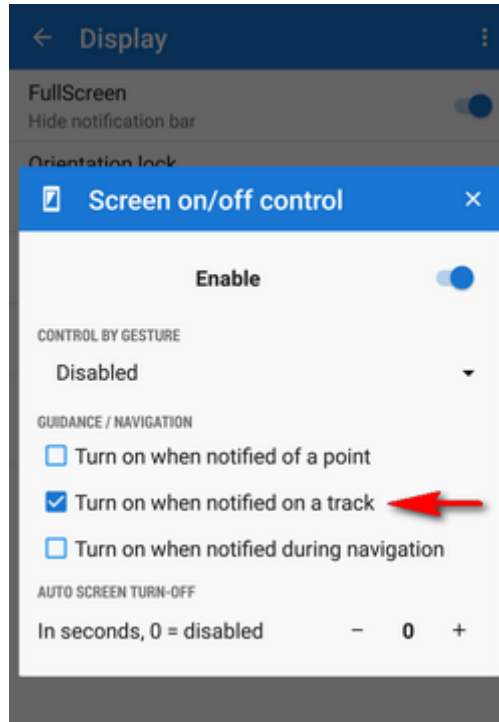 Display
FullScreen
Hide notification bar
Orientation lock
Screen on/off control
Enable
CONTROL BY GESTURE
Disabled
GUIDANCE / NAVIGATION
Turn on when notified of a point
Turn on when notified on a track
Turn on when notified during navigation
AUTO SCREEN TURN-OFF
In seconds, 0 = disabled - 0 +